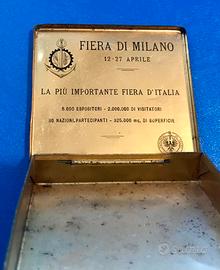 FIERA DI MILANO
12-27 APRILE
LA PIÙ IMPORTANTE FIERA D'ITALIA
5.000 ESPOSITORI - 2.000.000 DI VISITATORI
30 NAZIONI PARTECIPANTI - 325.000 mq. DI SUPERFICIE